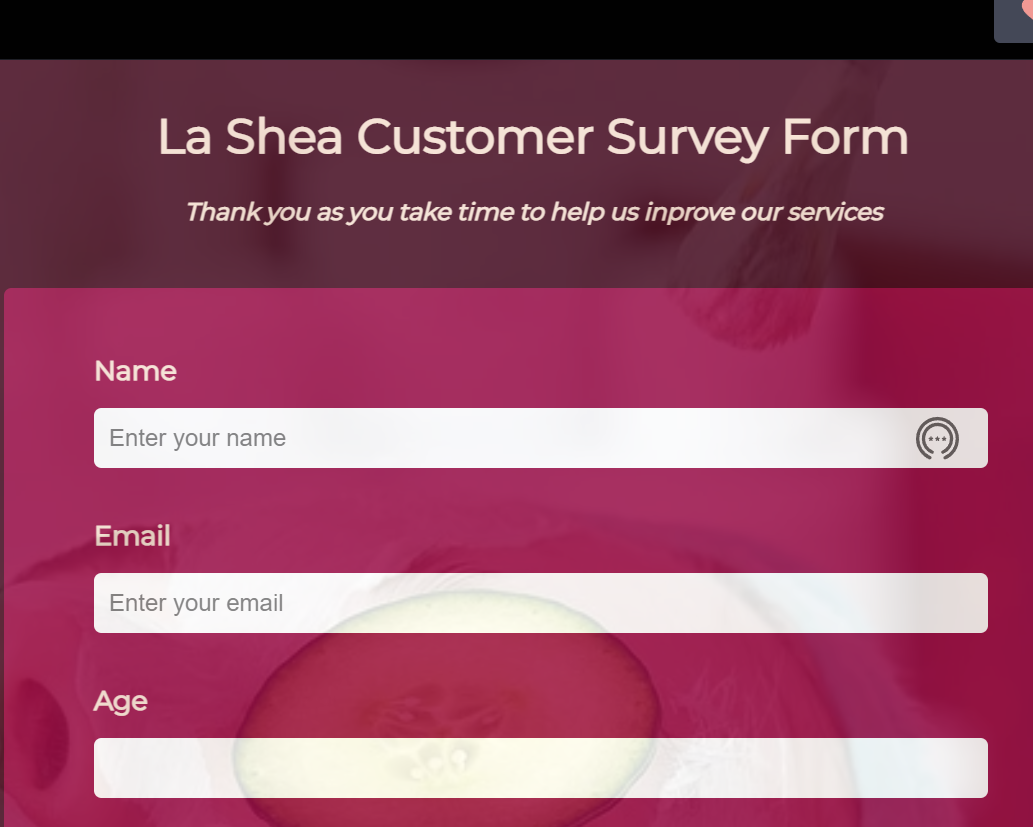 La Shea Customer Survey Form
Thank you as you take time to help us inprove our services
Name
Enter your name
Email
Enter your email
Age